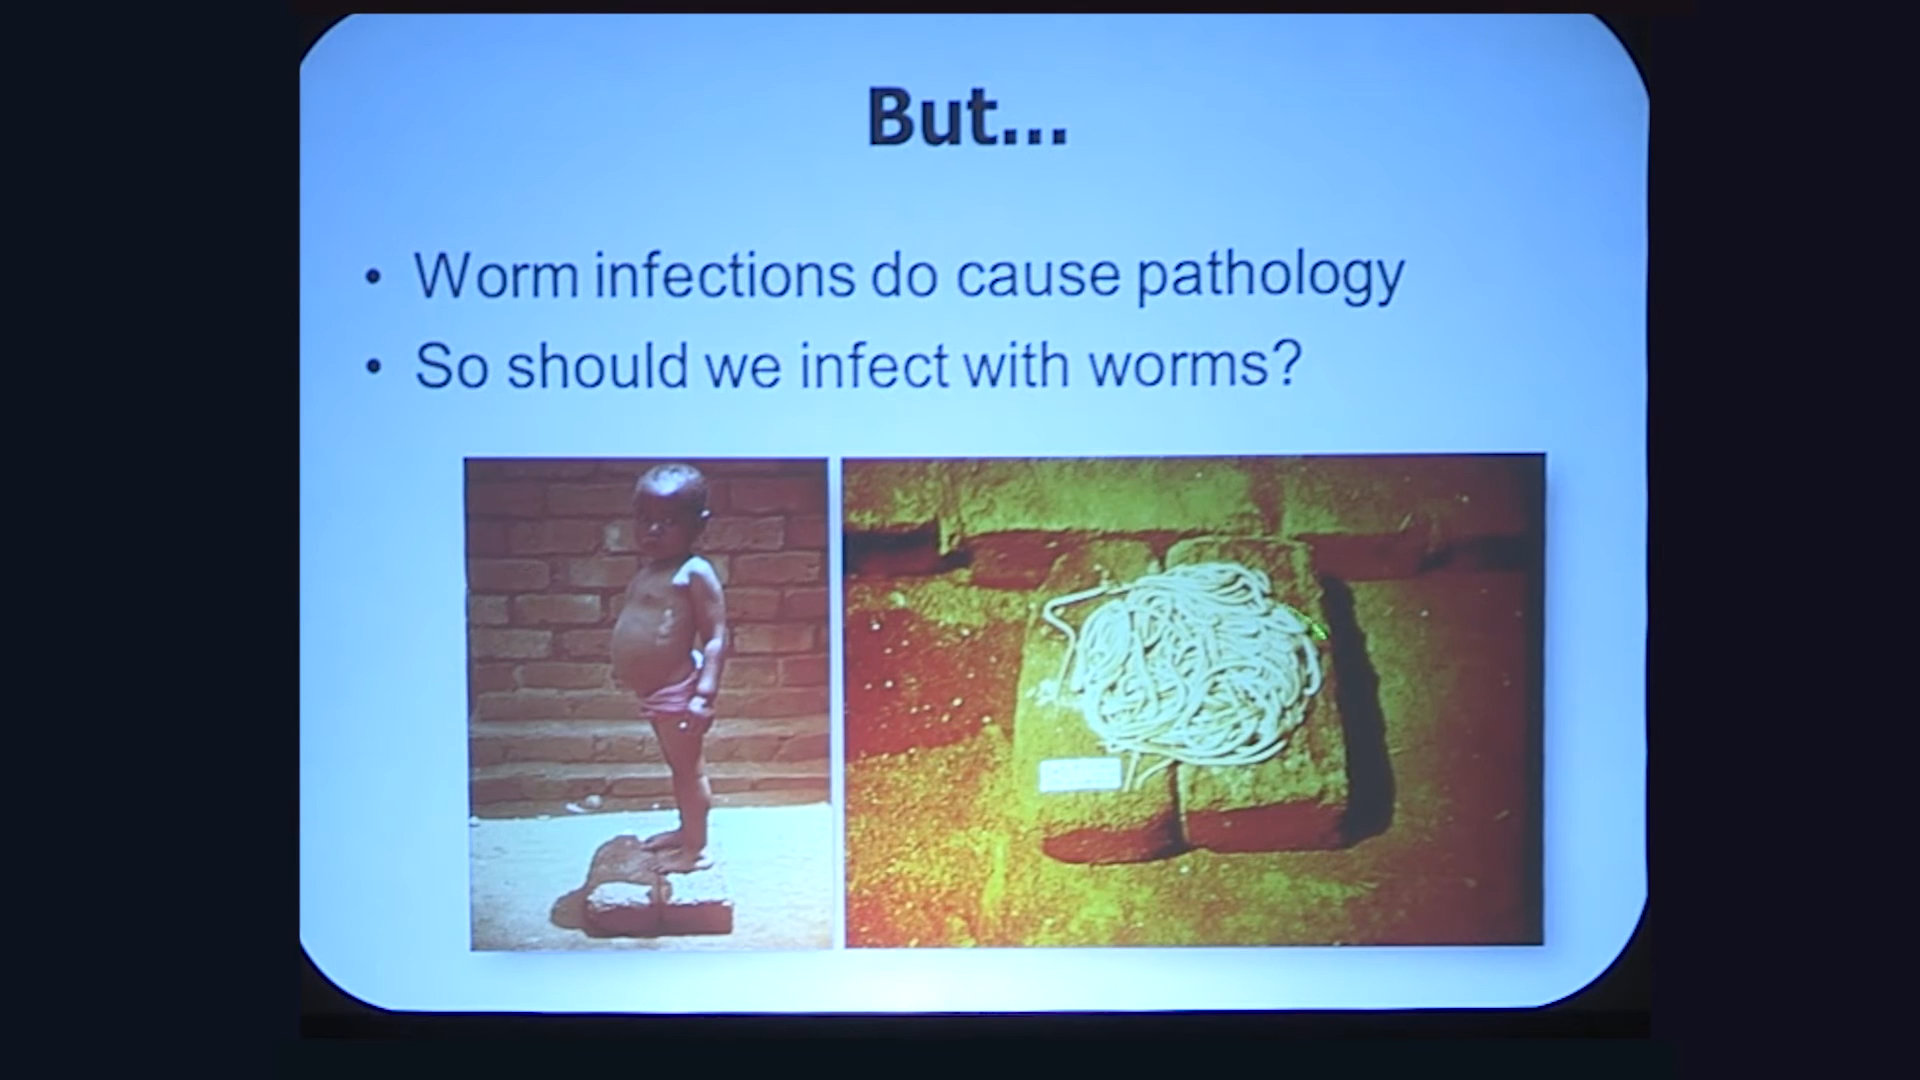 But...
• Worm infections do cause pathology
• So should we infect with worms?